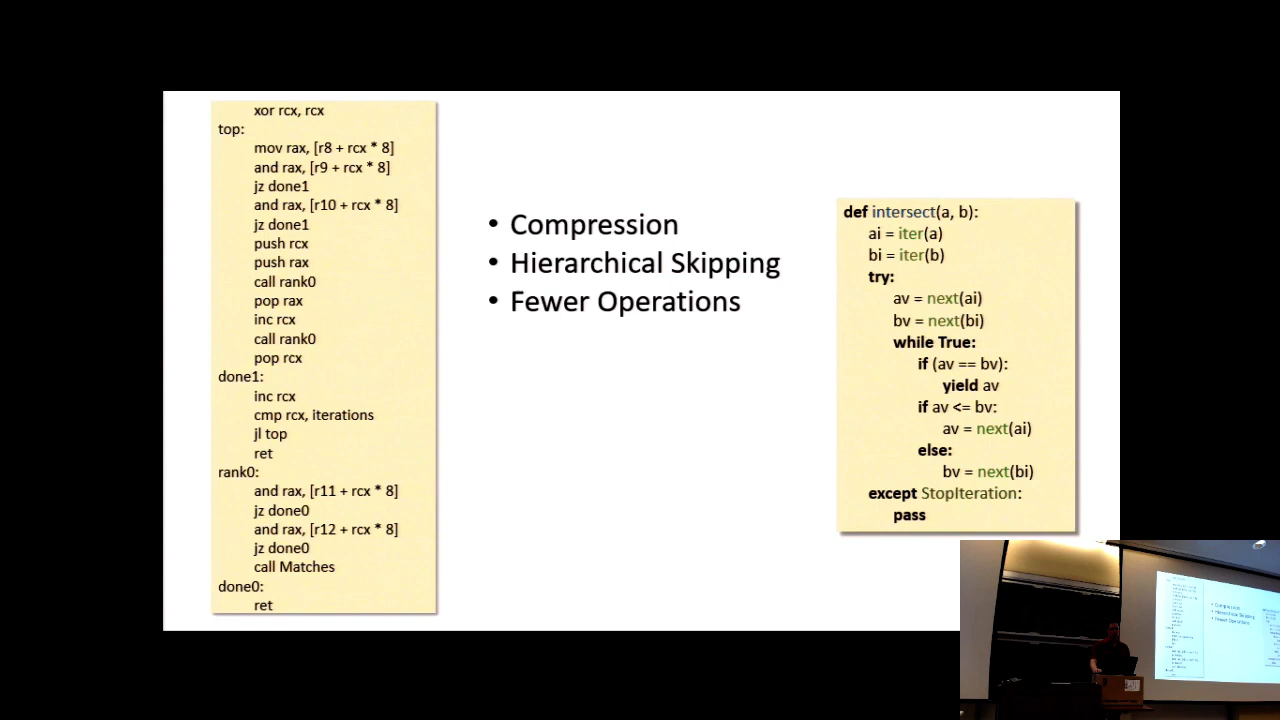 xor rcx, rcx
top:
mov rax, [r8 + rcx * 8]
and rax, [r9 + rcx * 8]
jz done1
and rax, [r10 + rcx * 8]
jz done1
push rcx
push rax
call rank0
pop rax
inc rcx
call rank0
pop rcx
done1:
inc rcx
cmp rcx, iterations
jl top
ret
rank0:
and rax, [r11 + rcx * 8]
jz done0
and rax, [r12 + rcx * 8]
jz done0
call Matches
done0:
ret
• Compression
• Hierarchical Skipping
• Fewer Operations
def intersect(a, b):
ai = iter(a)
bi = iter(b)
try:
av = next(ai)
bv = next(bi)
while True:
if (av == bv):
yield av
if av <= bv:
av = next(ai)
else:
bv = next(bi)
except StopIteration:
pass
Compression
Hierarchical Skipping
Fewer Operations